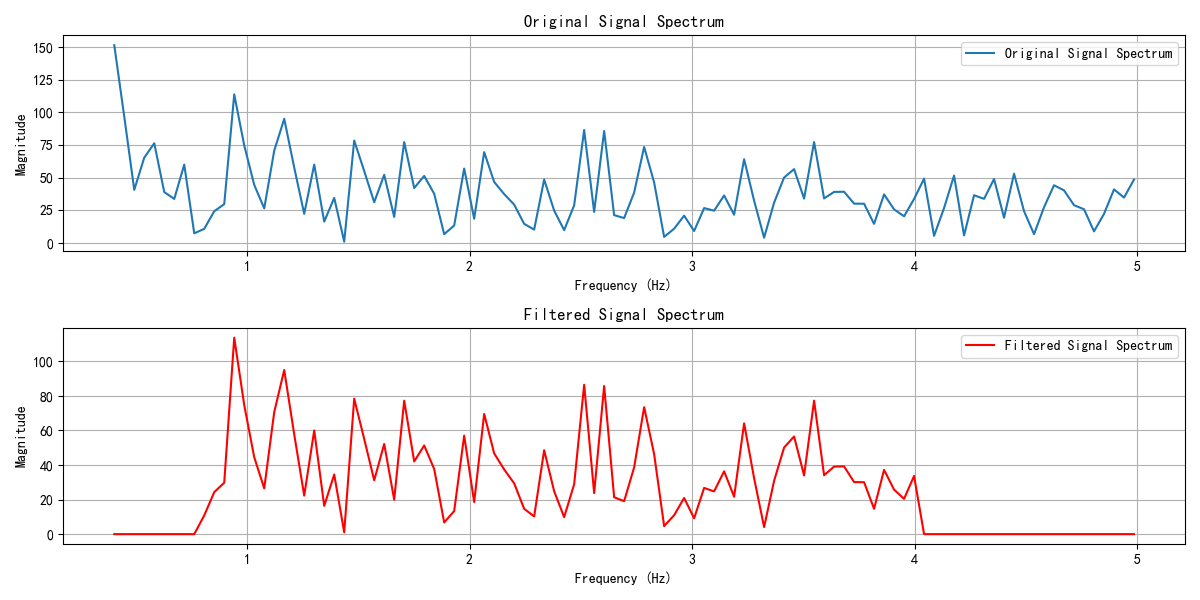 Original Signal Spectrum
150
125
100
75
50
25
0
Magnitude
Original Signal Spectrum
1 2 3 4 5
Frequency (Hz)
Filtered Signal Spectrum
100
80
60
40
20
0
Magnitude
Filtered Signal Spectrum
1 2 3 4 5
Frequency (Hz)